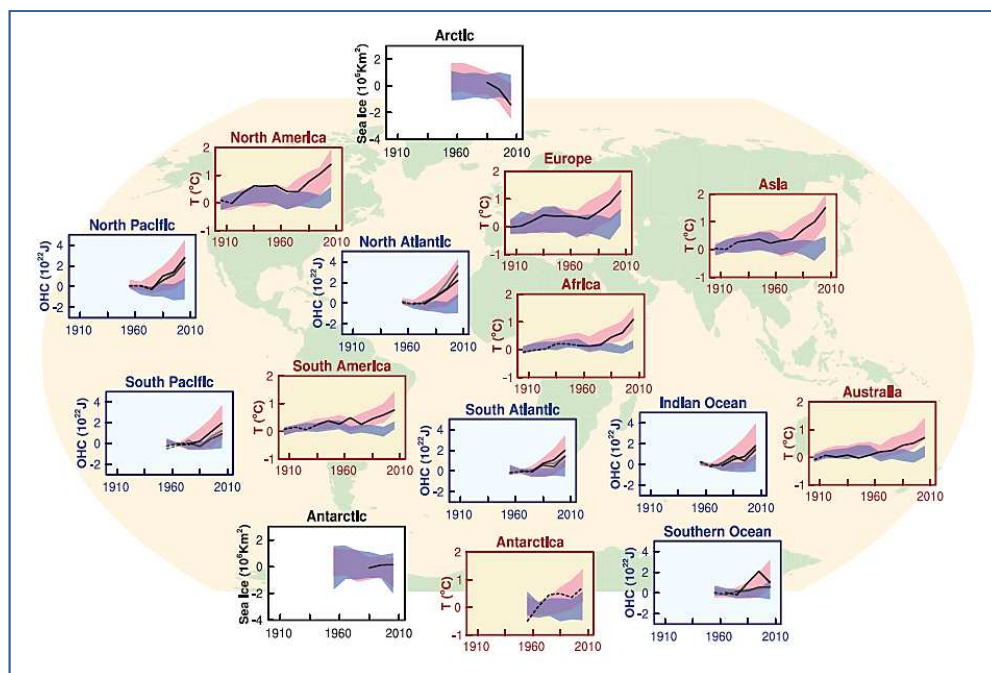 Arctic
Sea Ice (10⁶Km²)
2
0
-2
-4
1910 1960 2010
North America
T (°C)
2
1
0
-1
1910 1960 2010
Europe
T (°C)
2
1
0
-1
1910 1960 2010
Asia
T (°C)
2
1
0
-1
1910 1960 2010
North Pacific
OHC (10²²J)
4
2
0
-2
1910 1960 2010
North Atlantic
OHC (10²²J)
4
2
0
-2
1910 1960 2010
Africa
T (°C)
2
1
0
-1
1910 1960 2010
South Pacific
OHC (10²²J)
4
2
0
-2
1910 1960 2010
South America
T (°C)
2
1
0
-1
1910 1960 2010
South Atlantic
OHC (10²²J)
4
2
0
-2
1910 1960 2010
Indian Ocean
OHC (10²²J)
4
2
0
-2
1910 1960 2010
Australia
T (°C)
2
1
0
-1
1910 1960 2010
Antarctic
Sea Ice (10⁶Km²)
2
0
-2
-4
1910 1960 2010
Antarctica
T (°C)
2
1
0
-1
1910 1960 2010
Southern Ocean
OHC (10²²J)
4
2
0
-2
1910 1960 2010